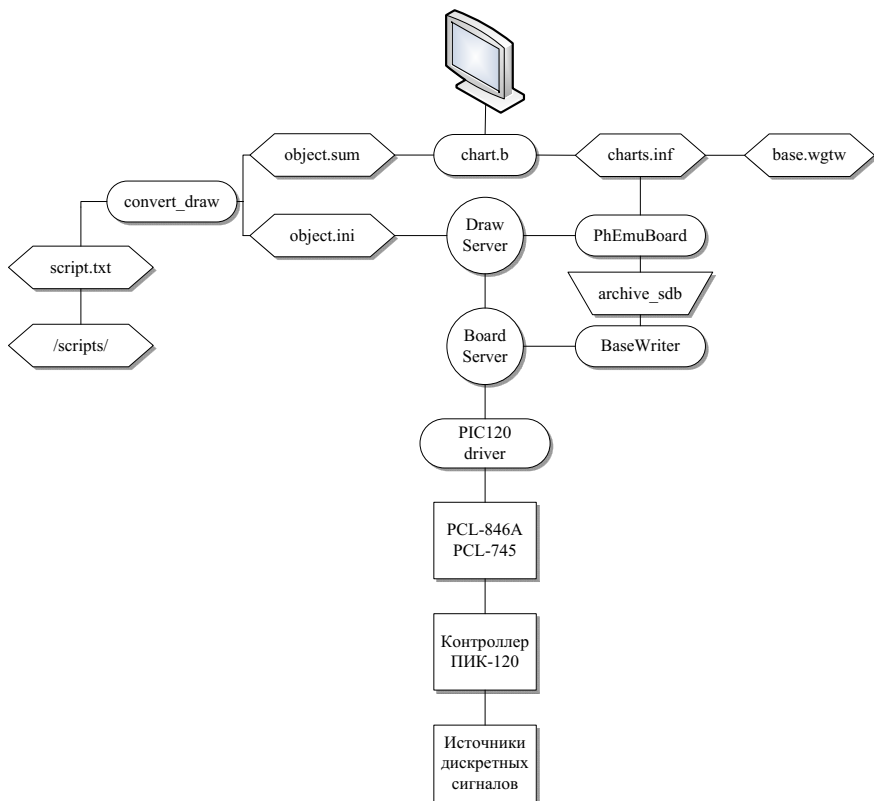 object.sum
chart.b
charts.inf
base.wgtw
convert_draw
object.ini
Draw
Server
PhEmuBoard
script.txt
archive_sdb
/scripts/
Board
Server
BaseWriter
PIC120
driver
PCL-846A
PCL-745
Контроллер
ПИК-120
Источники
дискретных
сигналов